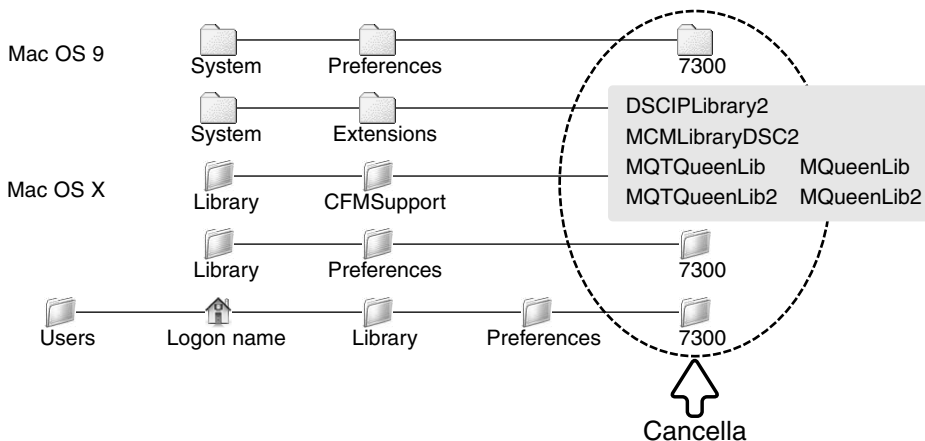 Mac OS 9
System Preferences 7300
System Extensions
DSCIPLibrary2
MCMLibraryDSC2
MQTQueenLib MQueenLib
MQTQueenLib2 MQueenLib2
Mac OS X
Library CFMSupport
Library Preferences 7300
Users Logon name Library Preferences 7300
Cancella